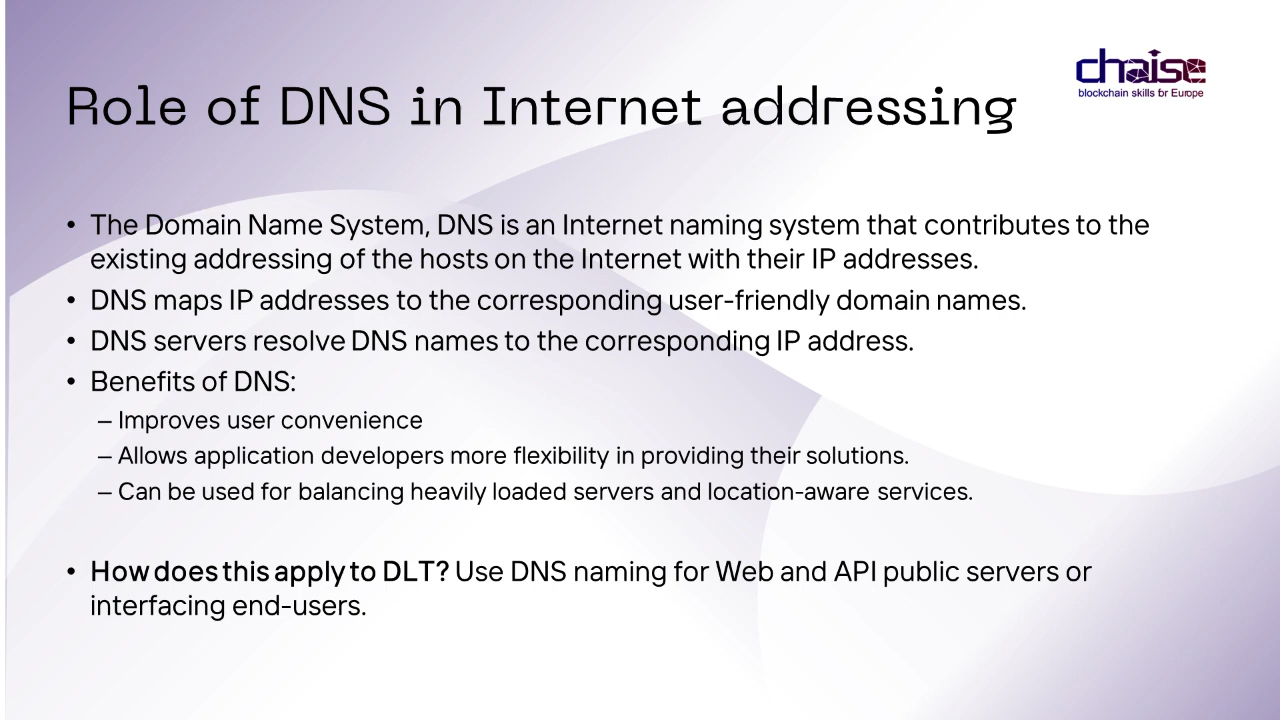 chaise
blockchain skills for Europe
Role of DNS in Internet addressing
• The Domain Name System, DNS is an Internet naming system that contributes to the
existing addressing of the hosts on the Internet with their IP addresses.
• DNS maps IP addresses to the corresponding user-friendly domain names.
• DNS servers resolve DNS names to the corresponding IP address.
• Benefits of DNS:
– Improves user convenience
– Allows application developers more flexibility in providing their solutions.
– Can be used for balancing heavily loaded servers and location-aware services.
• How does this apply to DLT? Use DNS naming for Web and API public servers or
interfacing end-users.